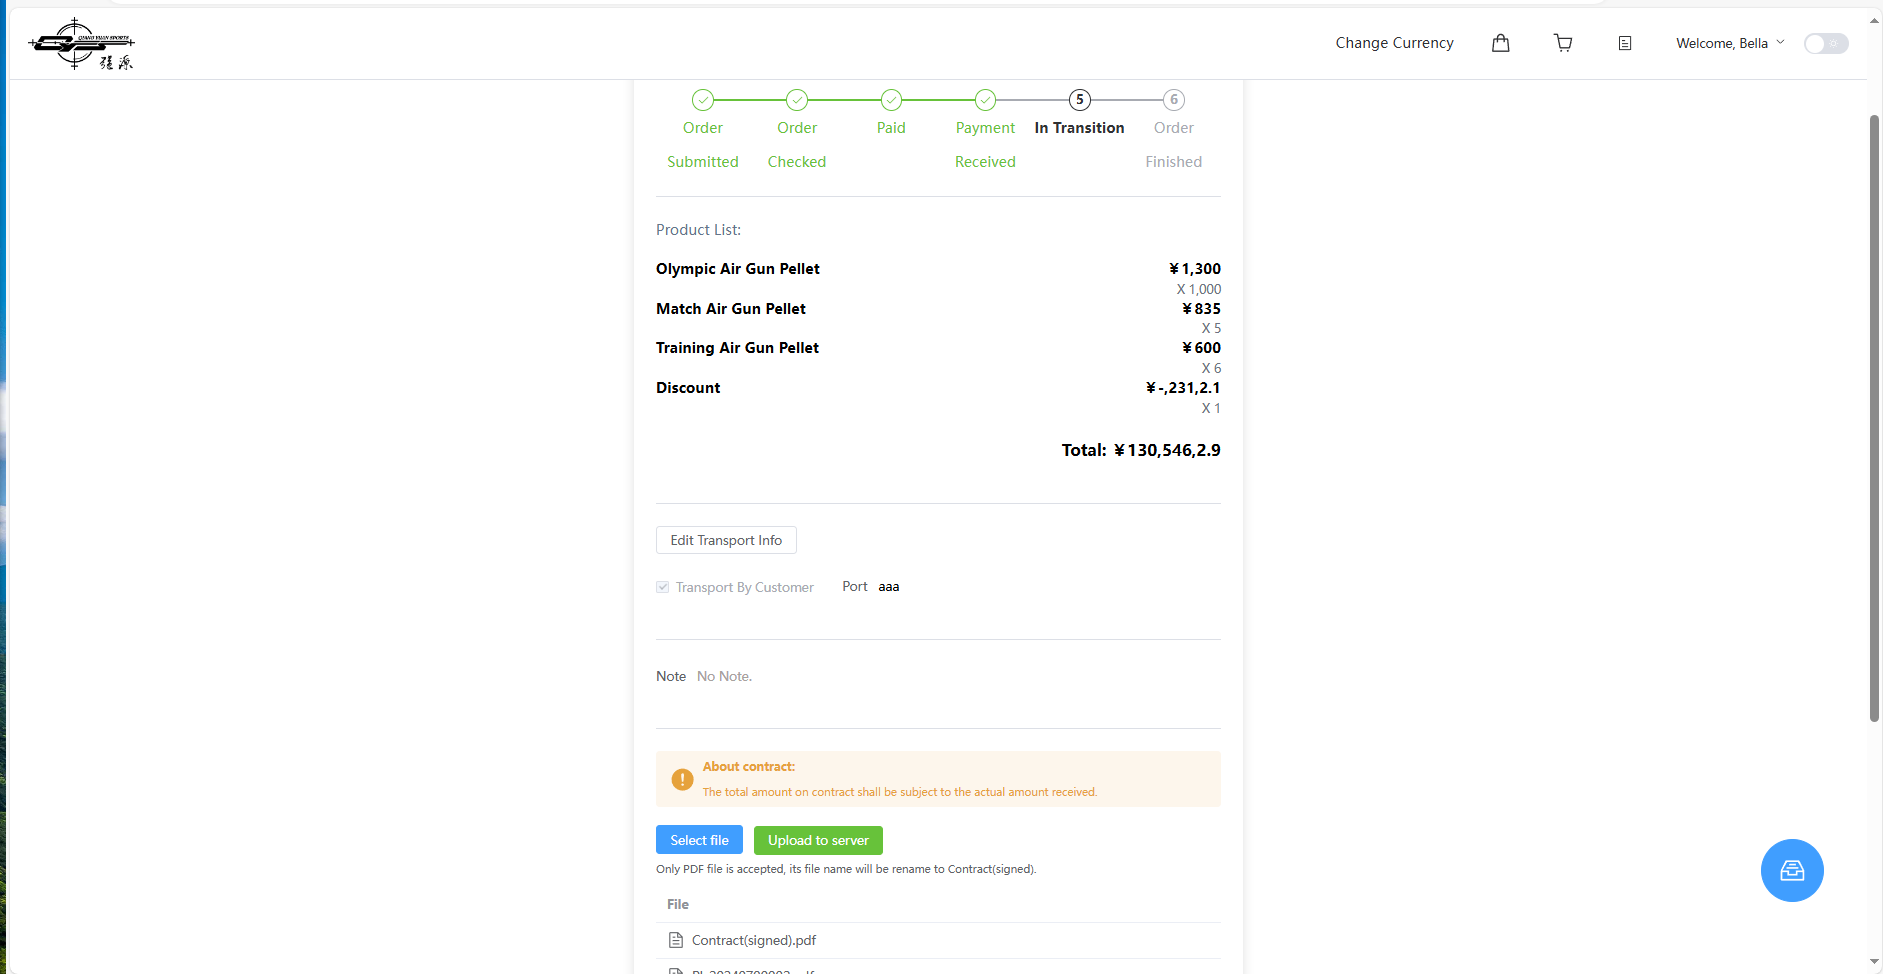 QIANG YUAN SPORTS
强源
Change Currency
Welcome, Bella
5 6
Order Order Paid Payment In Transition Order
Submitted Checked Received Finished
Product List:
Olympic Air Gun Pellet ¥1,300
X 1,000
Match Air Gun Pellet ¥835
X 5
Training Air Gun Pellet ¥600
X 6
Discount ¥-,231,2.1
X 1
Total: ¥130,546,2.9
Edit Transport Info
Transport By Customer Port aaa
Note No Note.
About contract:
The total amount on contract shall be subject to the actual amount received.
Select file Upload to server
Only PDF file is accepted, its file name will be rename to Contract(signed).
File
Contract(signed).pdf